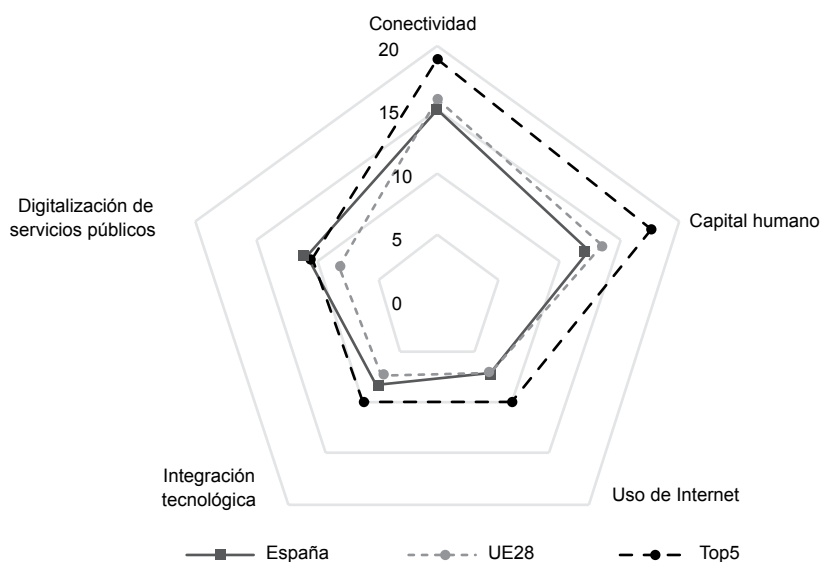 Conectividad
20
15
10
5
0
Capital humano
Digitalización de
servicios públicos
Integración
tecnológica
Uso de Internet
España
UE28
Top5